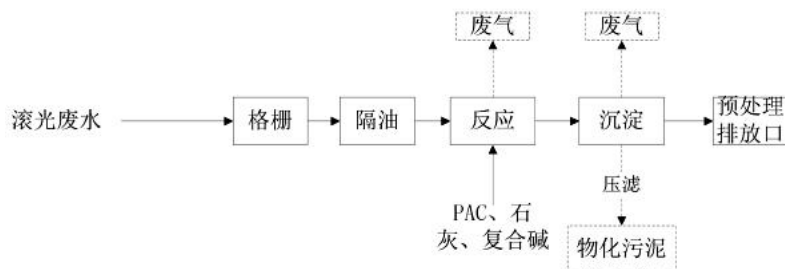 废气
废气
滚光废水
格栅
隔油
反应
沉淀
预处理
排放口
压滤
PAC、石
灰、复合碱
物化污泥